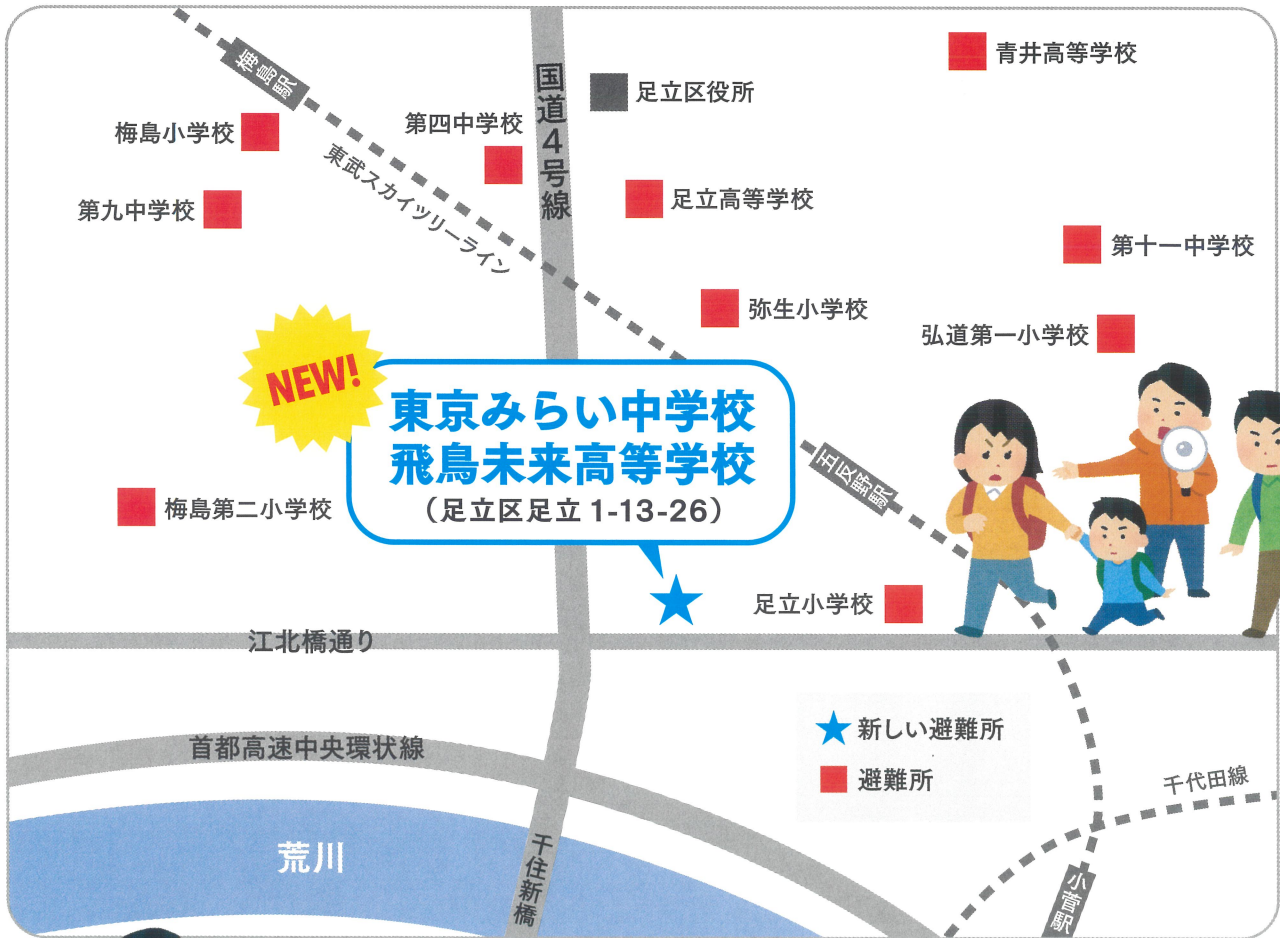 青井高等学校
梅島駅
足立区役所
国道4号線
第四中学校
梅島小学校
東武スカイツリーライン
足立高等学校
第九中学校
第十一中学校
弥生小学校
弘道第一小学校
NEW!
東京みらい中学校
飛鳥未来高等学校
（足立区足立1-13-26）
五反野駅
梅島第二小学校
足立小学校
江北橋通り
新しい避難所
避難所
首都高速中央環状線
千代田線
荒川
千住新橋
小菅駅